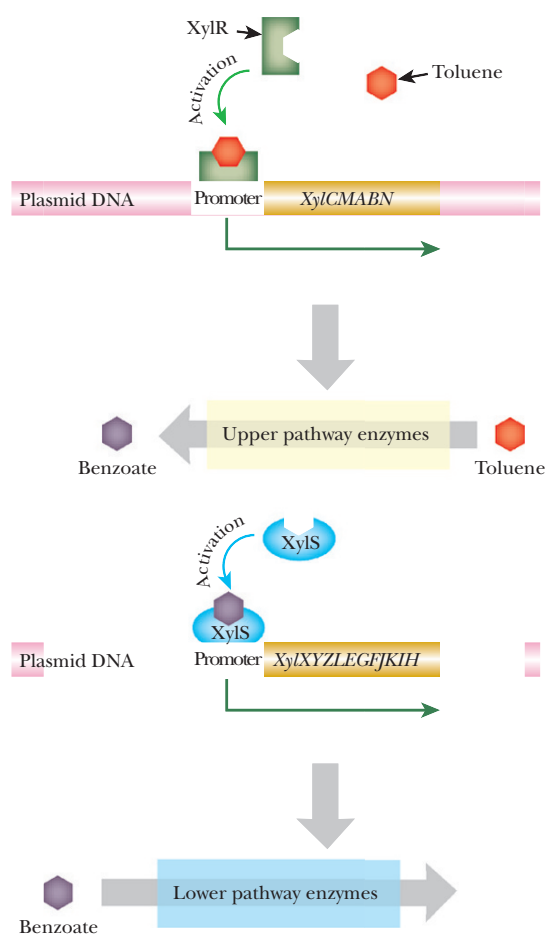 XylR
Toluene
Activation
Plasmid DNA Promoter XylCMABN
Upper pathway enzymes
Benzoate Toluene
Activation
XylS
XylS
Plasmid DNA Promoter XylXYZLEGFJKIH
Lower pathway enzymes
Benzoate